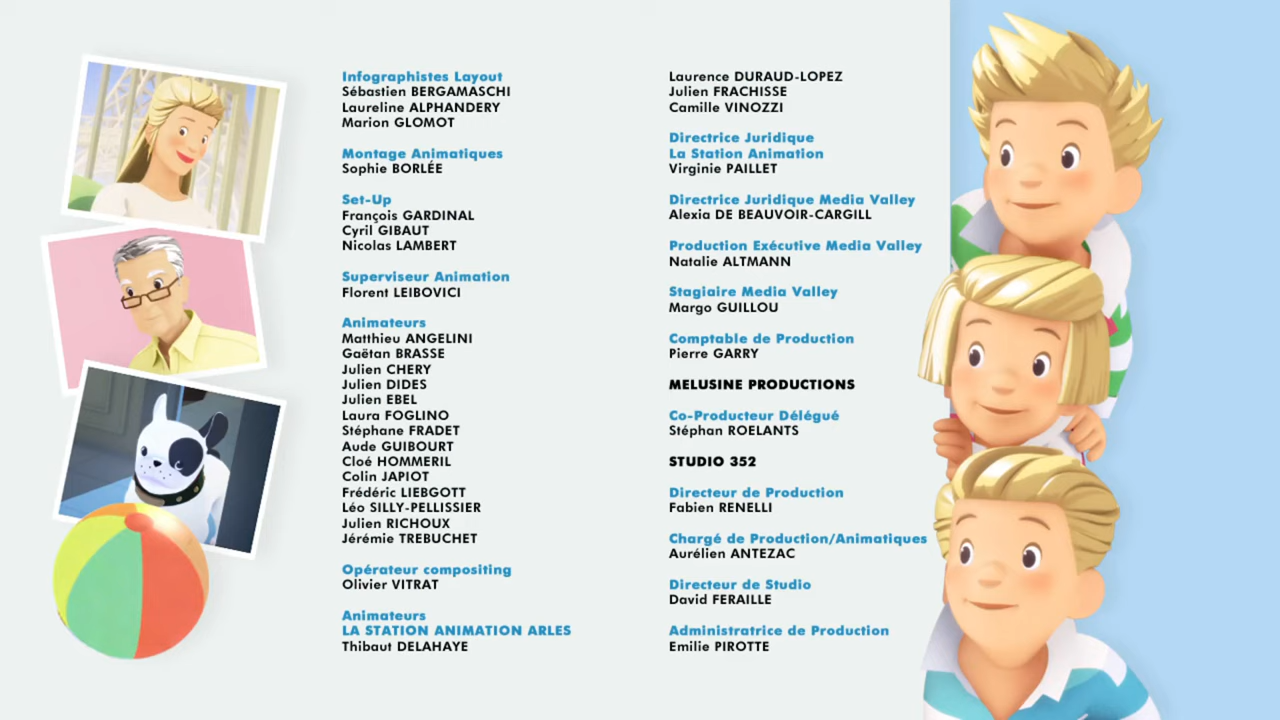 Infographistes Layout
Sébastien BERGAMASCHI
Laureline ALPHANDERY
Marion GLOMOT
Montage Animatiques
Sophie BORLÉE
Set-Up
François GARDINAL
Cyril GIBAUT
Nicolas LAMBERT
Superviseur Animation
Florent LEIBOVICI
Animateurs
Matthieu ANGELINI
Gaëtan BRASSE
Julien CHERY
Julien DIDES
Julien EBEL
Laura FOGLINO
Stéphane FRADET
Aude GUIBOURT
Cloé HOMMERIL
Colin JAPIOT
Frédéric LIEBGOTT
Léo SILLY-PELLISSIER
Julien RICHOUX
Jérémie TREBUCHET
Opérateur compositing
Olivier VITRAT
Animateurs
LA STATION ANIMATION ARLES
Thibaut DELAHAYE
Laurence DURAUD-LOPEZ
Julien FRACHISSE
Camille VINOZZI
Directrice Juridique
La Station Animation
Virginie PAILLET
Directrice Juridique Media Valley
Alexia DE BEAUVOIR-CARGILL
Production Exécutive Media Valley
Natalie ALTMANN
Stagiaire Media Valley
Margo GUILLOU
Comptable de Production
Pierre GARRY
MELUSINE PRODUCTIONS
Co-Producteur Délégué
Stéphan ROELANTS
STUDIO 352
Directeur de Production
Fabien RENELLI
Chargé de Production/Animatiques
Aurélien ANTEZAC
Directeur de Studio
David FERAILLE
Administratrice de Production
Emilie PIROTTE